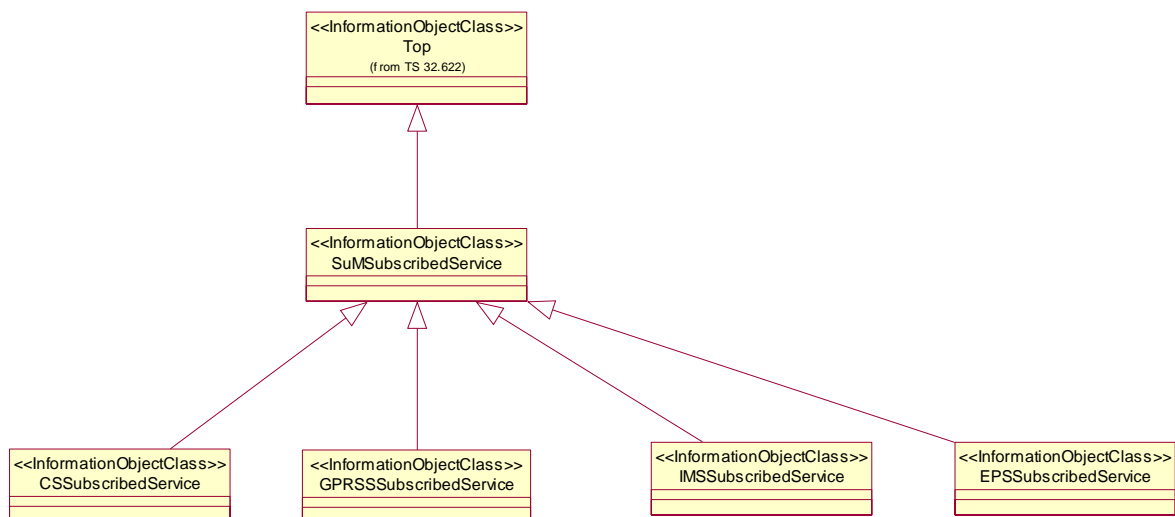 <<InformationObjectClass>>
Top
(from TS 32.622)
<<InformationObjectClass>>
SuMSubscribedService
<<InformationObjectClass>>
CSSubscribedService
<<InformationObjectClass>>
GPRSSSubscribedService
<<InformationObjectClass>>
IMSSubscribedService
<<InformationObjectClass>>
EPSSubscribedService